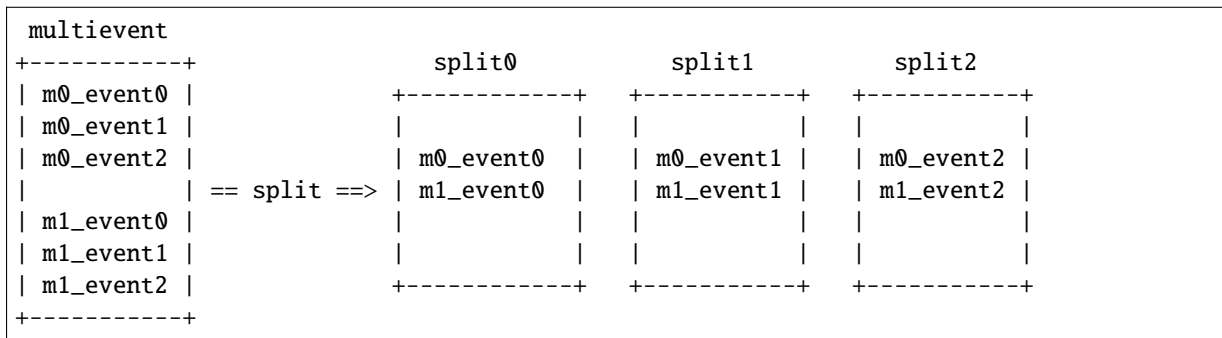 multievent
+-----------+                    split0             split1            split2
| m0_event0 |                 +------------+   +-----------+   +-----------+
| m0_event1 |                 |            |   |           |   |           |
| m0_event2 |                 | m0_event0  |   | m0_event1 |   | m0_event2 |
|           | == split ==> | m1_event0  |   | m1_event1 |   | m1_event2 |
| m1_event0 |                 |            |   |           |   |           |
| m1_event1 |                 |            |   |           |   |           |
| m1_event2 |                 +------------+   +-----------+   +-----------+
+-----------+